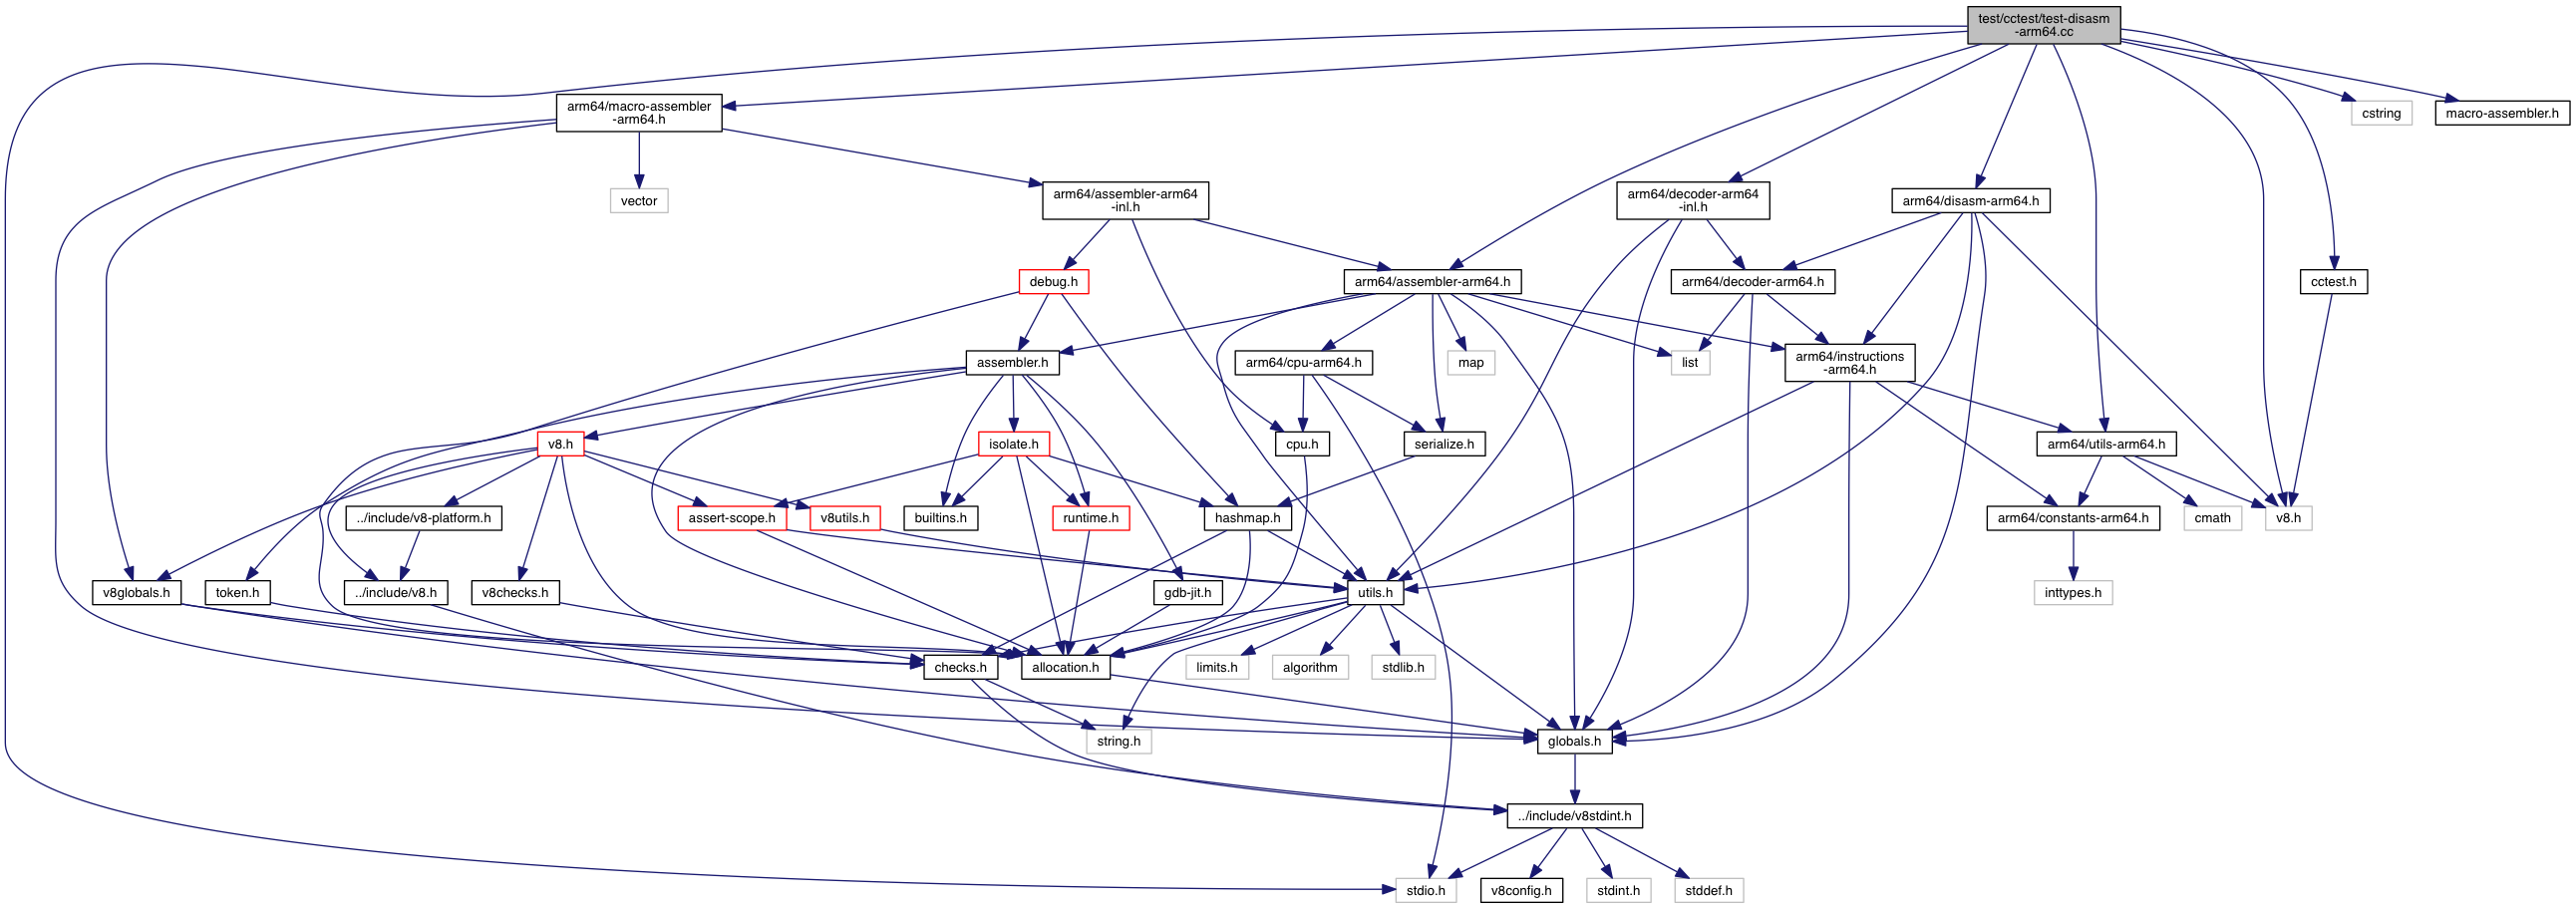 test/cctest/test-disasm
-arm64.cc
arm64/macro-assembler
-arm64.h
cstring
macro-assembler.h
vector
arm64/assembler-arm64
-inl.h
arm64/decoder-arm64
-inl.h
arm64/disasm-arm64.h
debug.h
arm64/assembler-arm64.h
arm64/decoder-arm64.h
cctest.h
assembler.h
arm64/cpu-arm64.h
map
list
arm64/instructions
-arm64.h
v8.h
isolate.h
cpu.h
serialize.h
arm64/utils-arm64.h
../include/v8-platform.h
assert-scope.h
v8utils.h
builtins.h
runtime.h
hashmap.h
arm64/constants-arm64.h
cmath
v8.h
v8globals.h
token.h
../include/v8.h
v8checks.h
gdb-jit.h
utils.h
inttypes.h
checks.h
allocation.h
limits.h
algorithm
stdlib.h
string.h
globals.h
../include/v8stdint.h
stdio.h
v8config.h
stdint.h
stddef.h